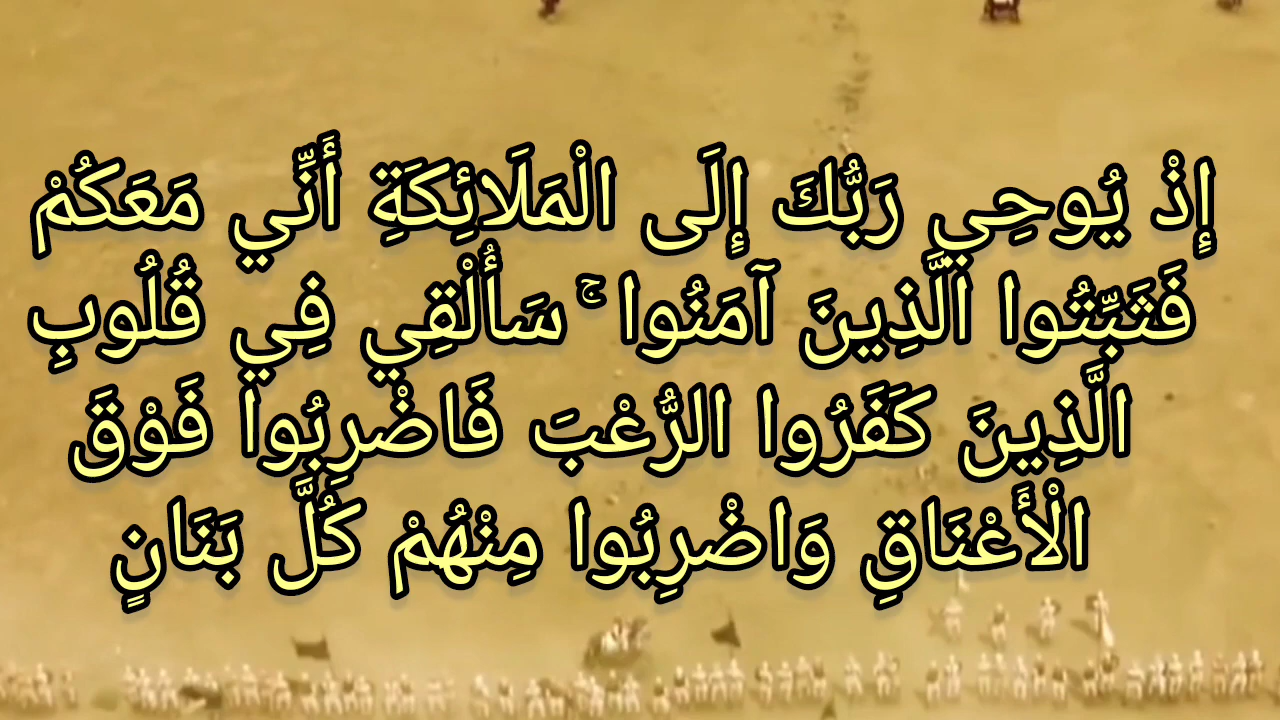 إِذْ يُوحِي رَبُّكَ إِلَى الْمَلَائِكَةِ أَنِّي مَعَكُمْ
فَثَبِّتُوا الَّذِينَ آمَنُوا ۚ سَأُلْقِي فِي قُلُوبِ
الَّذِينَ كَفَرُوا الرُّعْبَ فَاضْرِبُوا فَوْقَ
الْأَعْنَاقِ وَاضْرِبُوا مِنْهُمْ كُلَّ بَنَانٍ